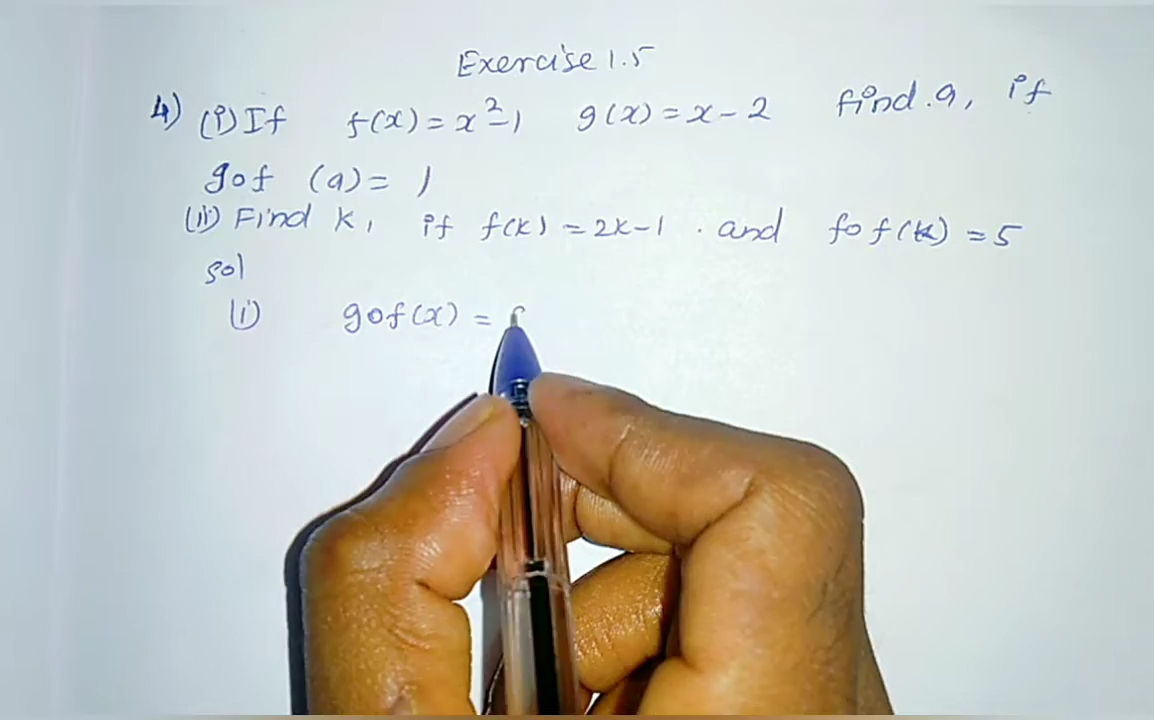 Exercise 1.5
4) (i) If f(x) = x² - 1 g(x) = x - 2 find. a, if
gof (a) = 1
(ii) Find k, if f(k) = 2k - 1 . and fof(k) = 5
sol
(i) gof(x) =